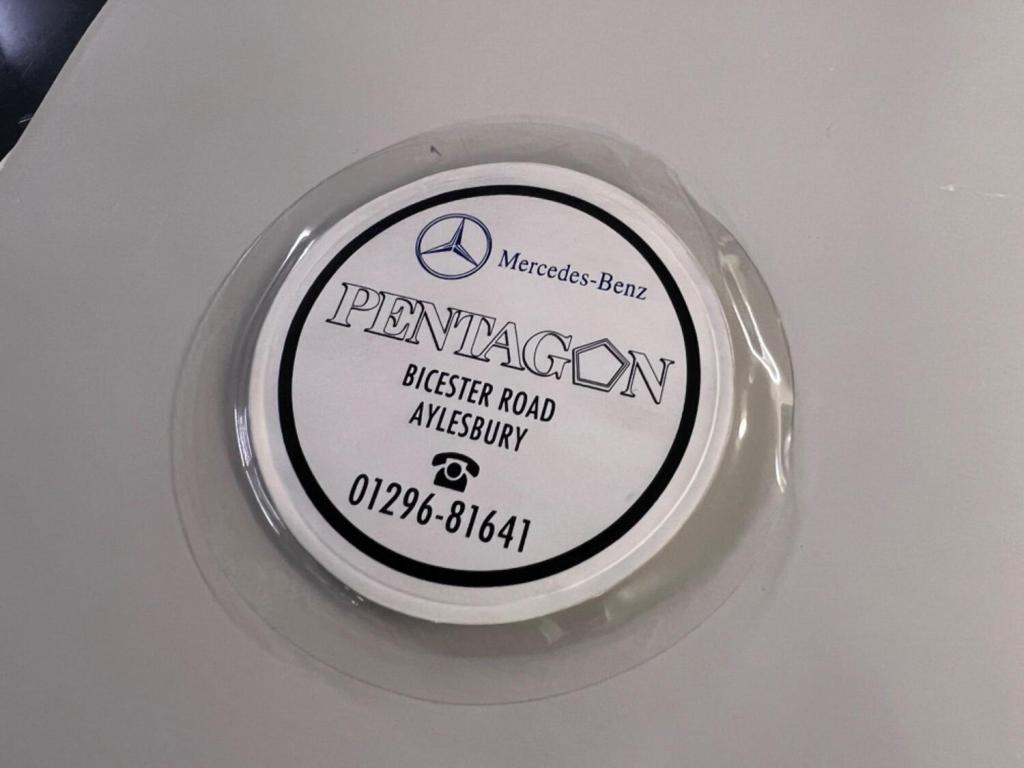 Mercedes-Benz
PENTAGON
BICESTER ROAD
AYLESBURY
01296-81641